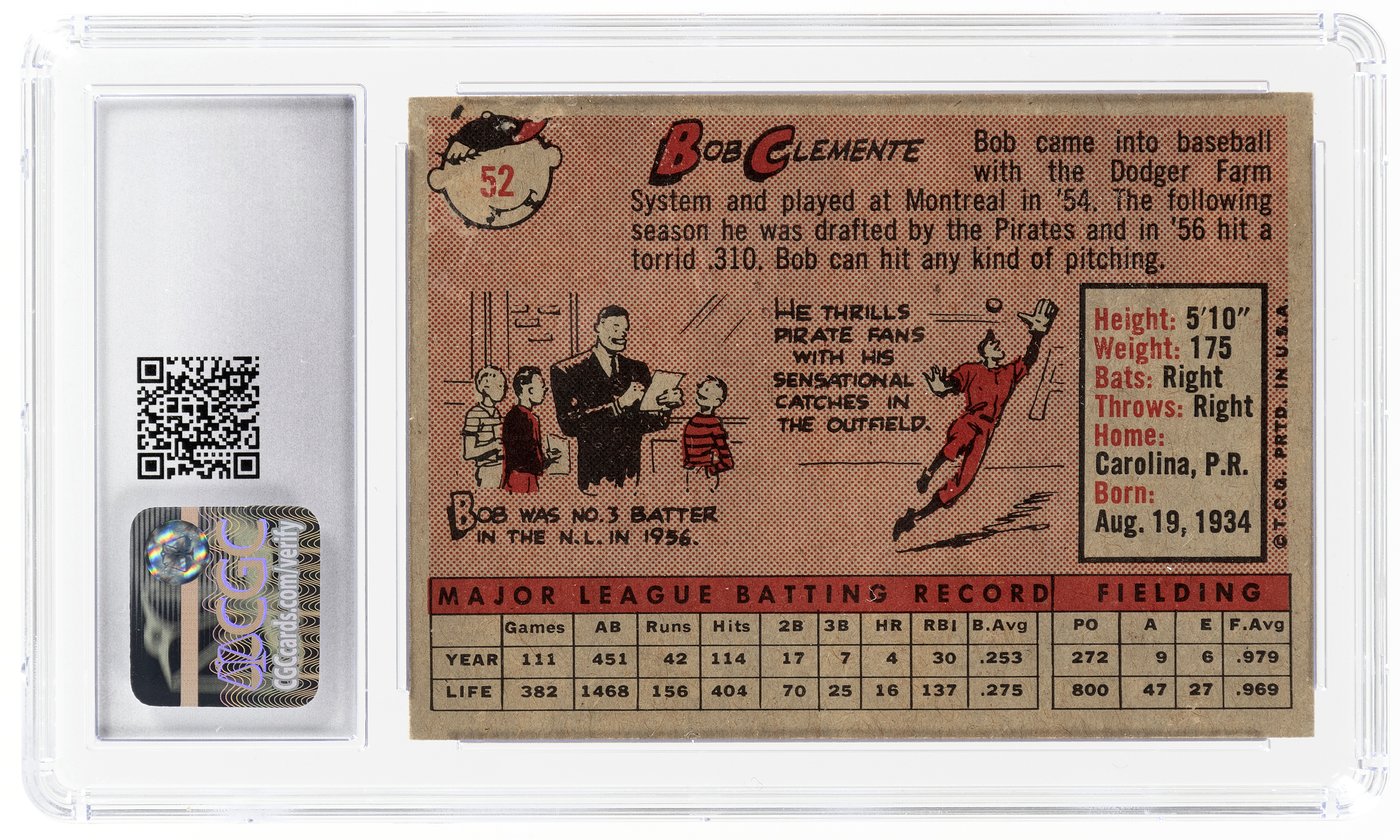 52
BOB CLEMENTE
Bob came into baseball
with the Dodger Farm
System and played at Montreal in '54. The following
season he was drafted by the Pirates and in '56 hit a
torrid .310. Bob can hit any kind of pitching.
BOB WAS NO. 3 BATTER
IN THE N.L. IN 1956.
HE THRILLS
PIRATE FANS
WITH HIS
SENSATIONAL
CATCHES IN
THE OUTFIELD.
Height: 5'10"
Weight: 175
Bats: Right
Throws: Right
Home:
Carolina, P.R.
Born:
Aug. 19, 1934
© T.C.G. PRTD. IN U.S.A.
MAJOR LEAGUE BATTING RECORD FIELDING
Games AB Runs Hits 2B 3B HR RBI B.Avg PO A E F.Avg
YEAR 111 451 42 114 17 7 4 30 .253 272 9 6 .979
LIFE 382 1468 156 404 70 25 16 137 .275 800 47 27 .969
CGC
CGCcards.com/verify